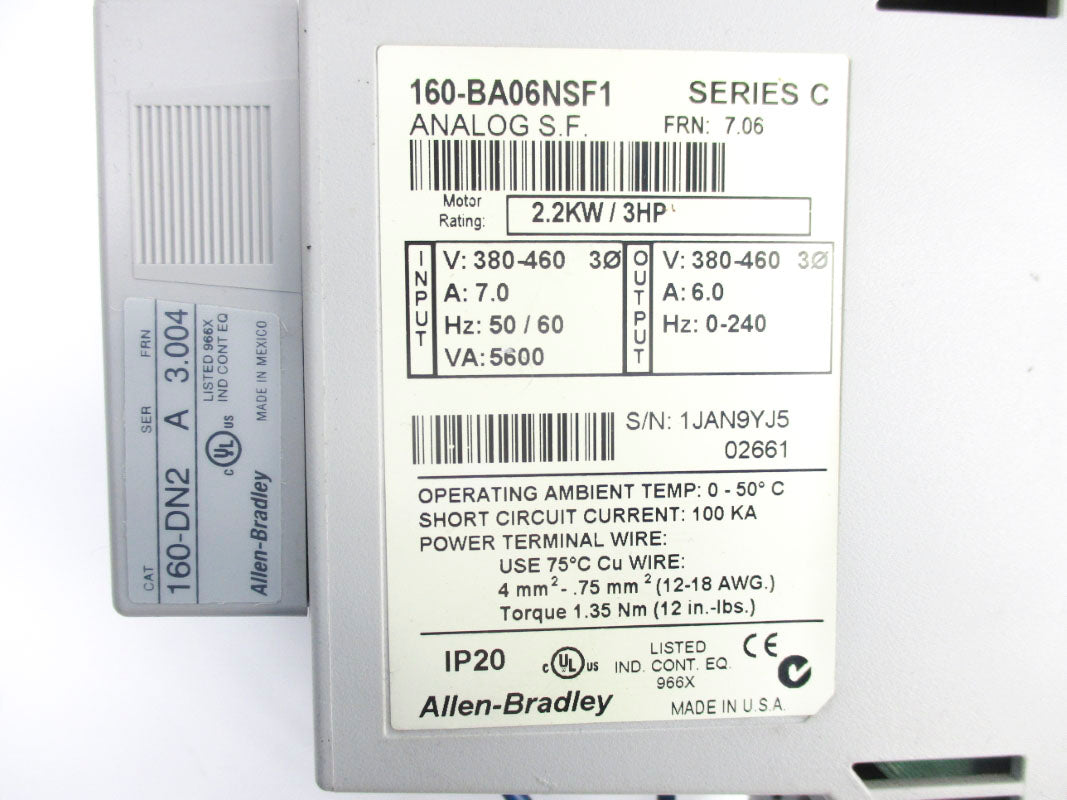 160-BA06NSF1 SERIES C
ANALOG S.F. FRN: 7.06
Motor
Rating: 2.2KW / 3HP
INPUT
V: 380-460 3Ø
A: 7.0
Hz: 50 / 60
VA: 5600
OUTPUT
V: 380-460 3Ø
A: 6.0
Hz: 0-240
S/N: 1JAN9YJ5
02661
OPERATING AMBIENT TEMP: 0 - 50° C
SHORT CIRCUIT CURRENT: 100 KA
POWER TERMINAL WIRE:
USE 75°C Cu WIRE:
4 mm² - .75 mm² (12-18 AWG.)
Torque 1.35 Nm (12 in.-lbs.)
IP20 c UL us LISTED
IND. CONT. EQ.
966X
CE
Allen-Bradley MADE IN U.S.A.
CAT SER FRN
160-DN2 A 3.004
c UL us LISTED 966X
IND CONT EQ
Allen-Bradley MADE IN MEXICO